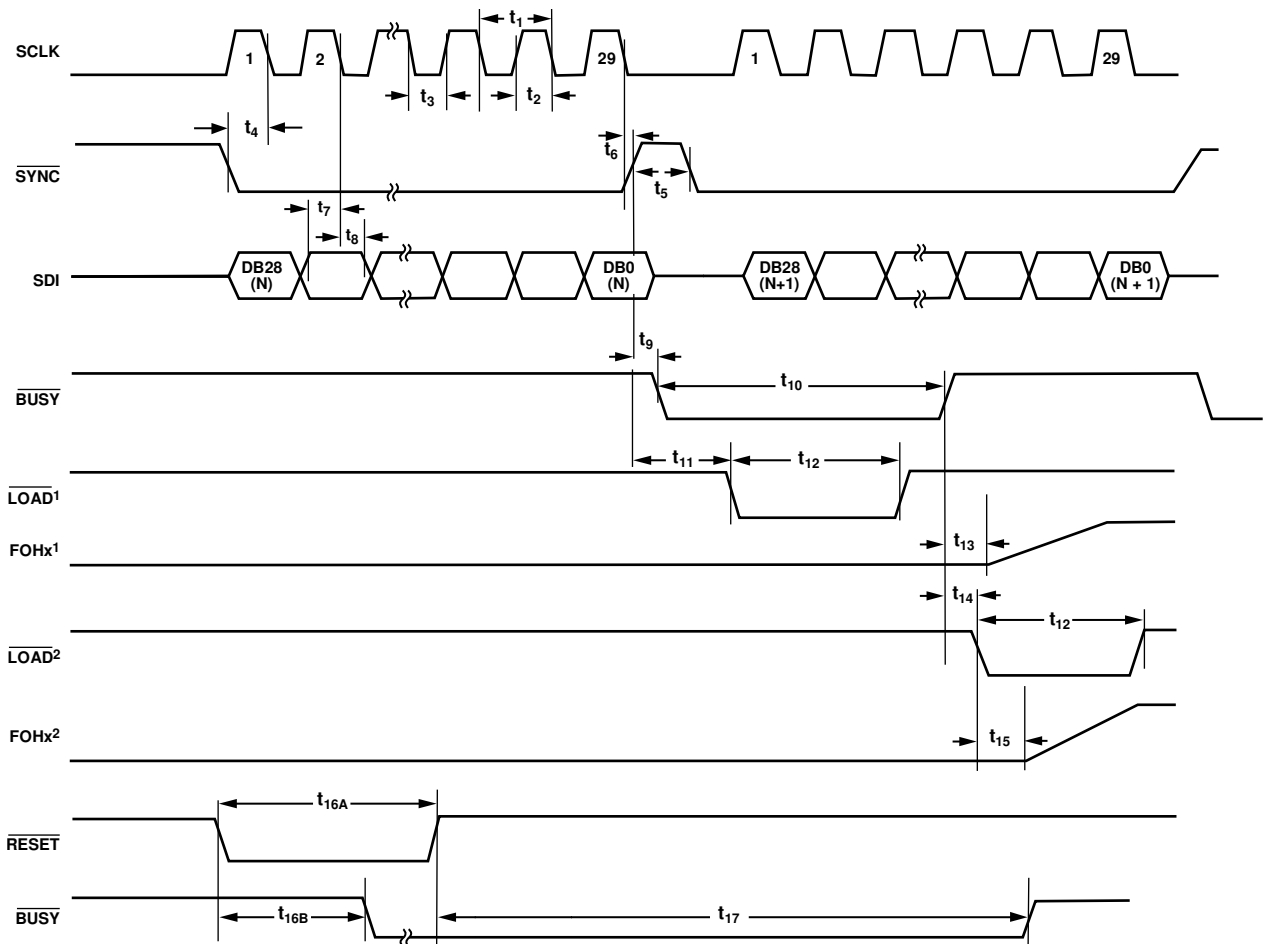 SCLK
1
2
29
1
29
t1
t3
t2
SYNC
t4
t6
t5
t7
t8
SDI
DB28
(N)
DB0
(N)
DB28
(N+1)
DB0
(N + 1)
t9
BUSY
t10
t11
t12
LOAD1
FOHx1
t13
t14
t12
LOAD2
FOHx2
t15
t16A
RESET
BUSY
t16B
t17